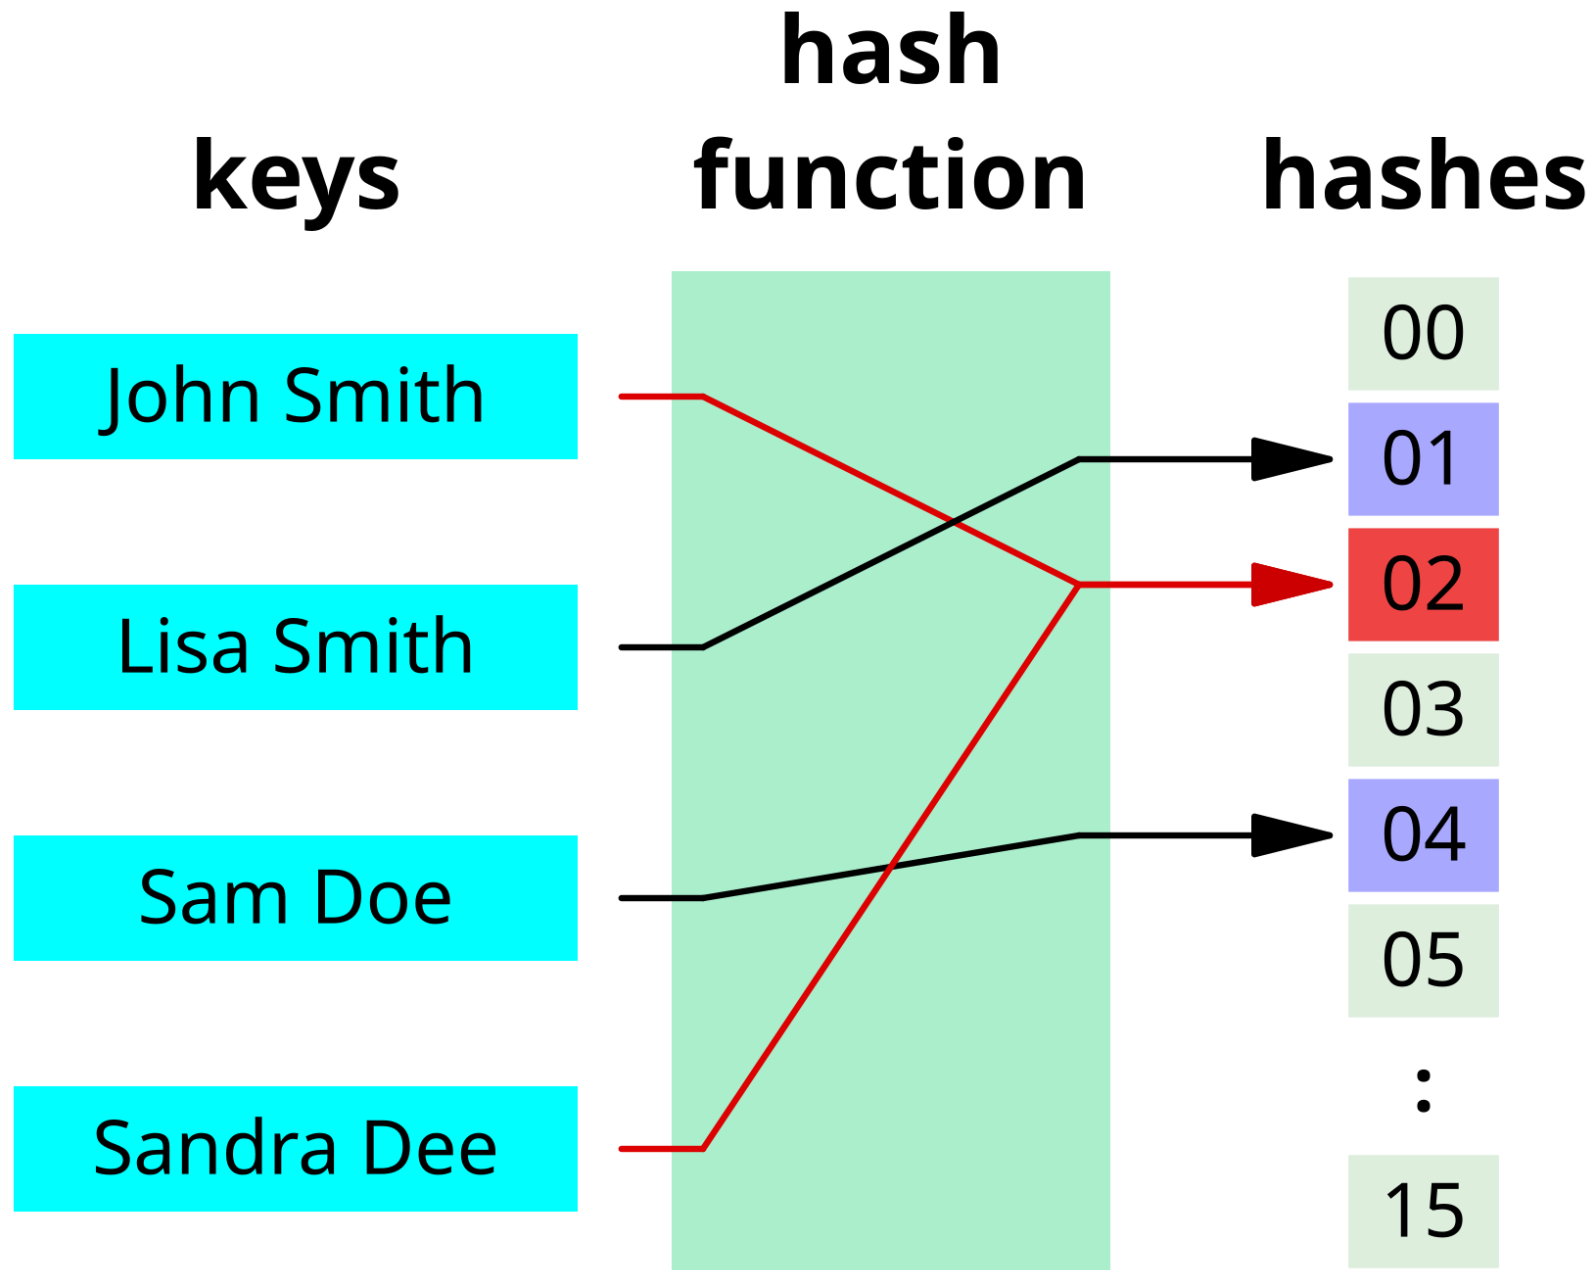 keys
hash
function
hashes
John Smith
Lisa Smith
Sam Doe
Sandra Dee
00
01
02
03
04
05
:
15